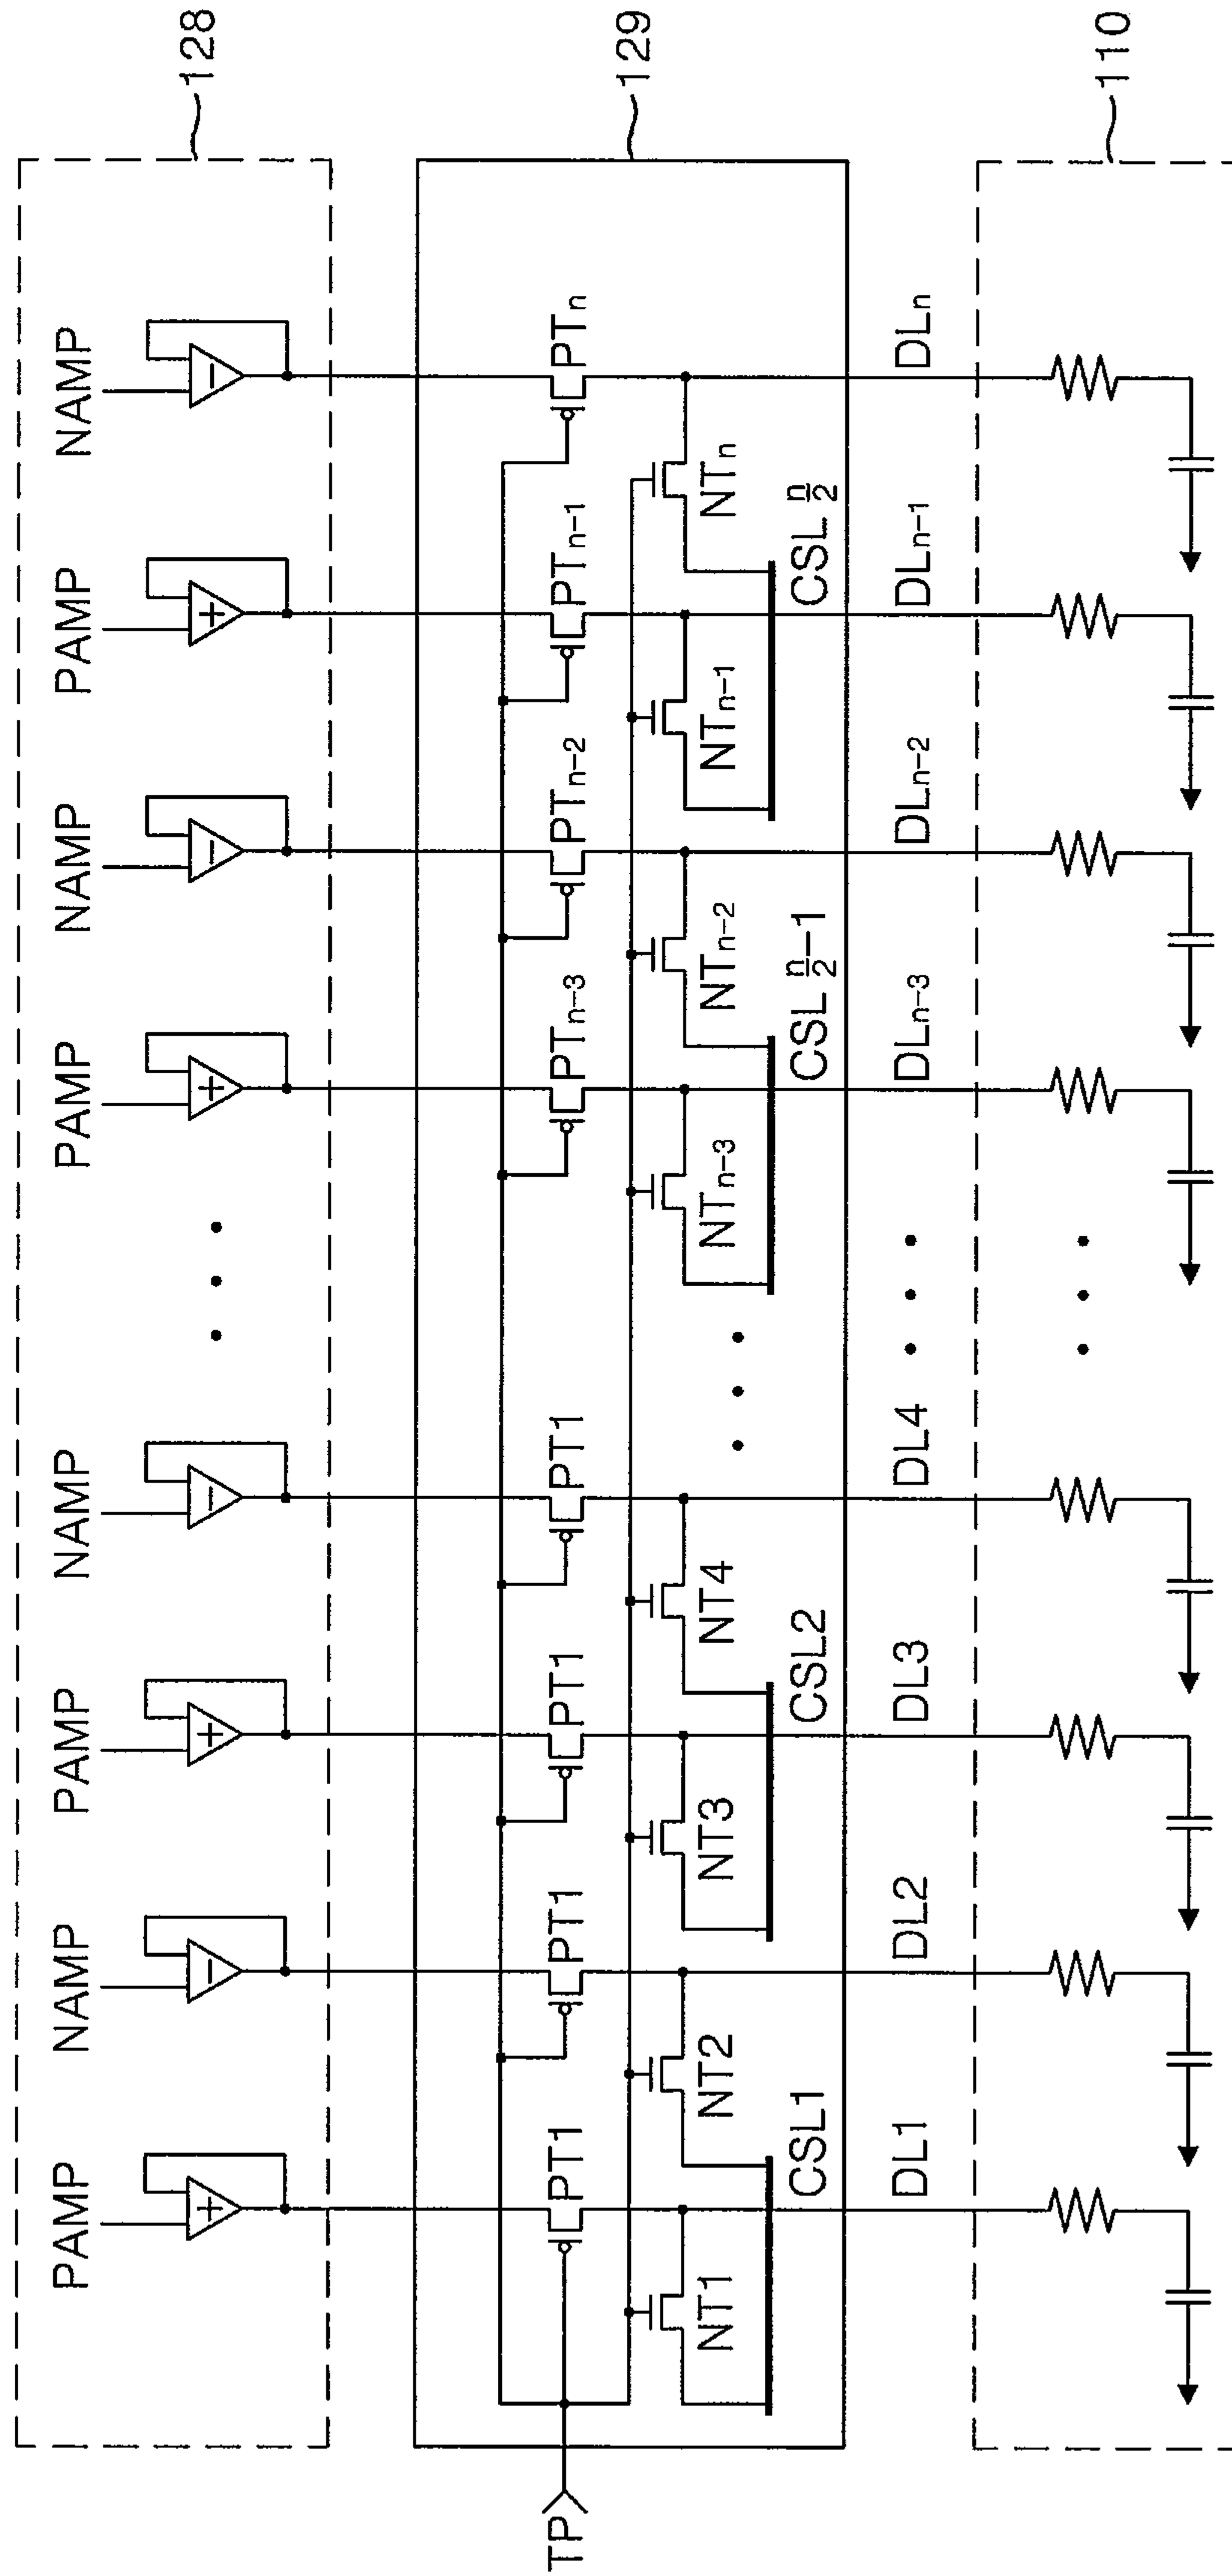 PAMP NAMP PAMP NAMP PAMP NAMP PAMP NAMP
+ − + − + − + −
128
PT1 PT1 PT1 PT1 PTn-3 PTn-2 PTn-1 PTn
TP
129
NT1 NT2 NT3 NT4 NTn-3 NTn-2 NTn-1 NTn
CSL1 CSL2 CSL n/2-1 CSL n/2
DL1 DL2 DL3 DL4 DLn-3 DLn-2 DLn-1 DLn
110